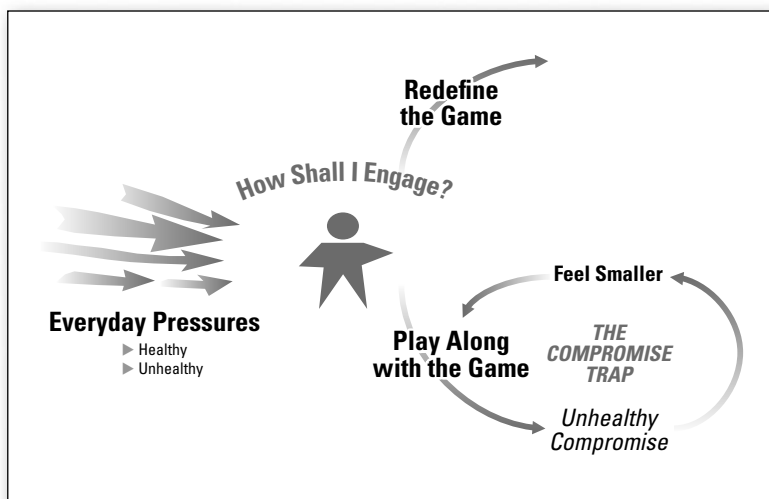 Redefine
the Game
How Shall I Engage?
Everyday Pressures
Healthy
Unhealthy
Feel Smaller
Play Along
with the Game
THE
COMPROMISE
TRAP
Unhealthy
Compromise